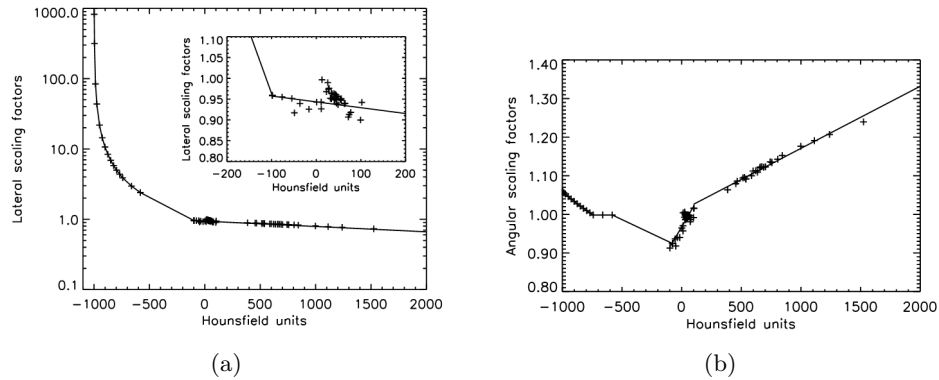 1000.0
100.0
10.0
1.0
0.1
Lateral scaling factors
−1000 −500 0 500 1000 1500 2000
Hounsfield units
1.10
1.05
1.00
0.95
0.90
0.85
0.80
Lateral scaling factors
−200 −100 0 100 200
Hounsfield units
(a)
1.40
1.30
1.20
1.10
1.00
0.90
0.80
Angular scaling factors
−1000 −500 0 500 1000 1500 2000
Hounsfield units
(b)